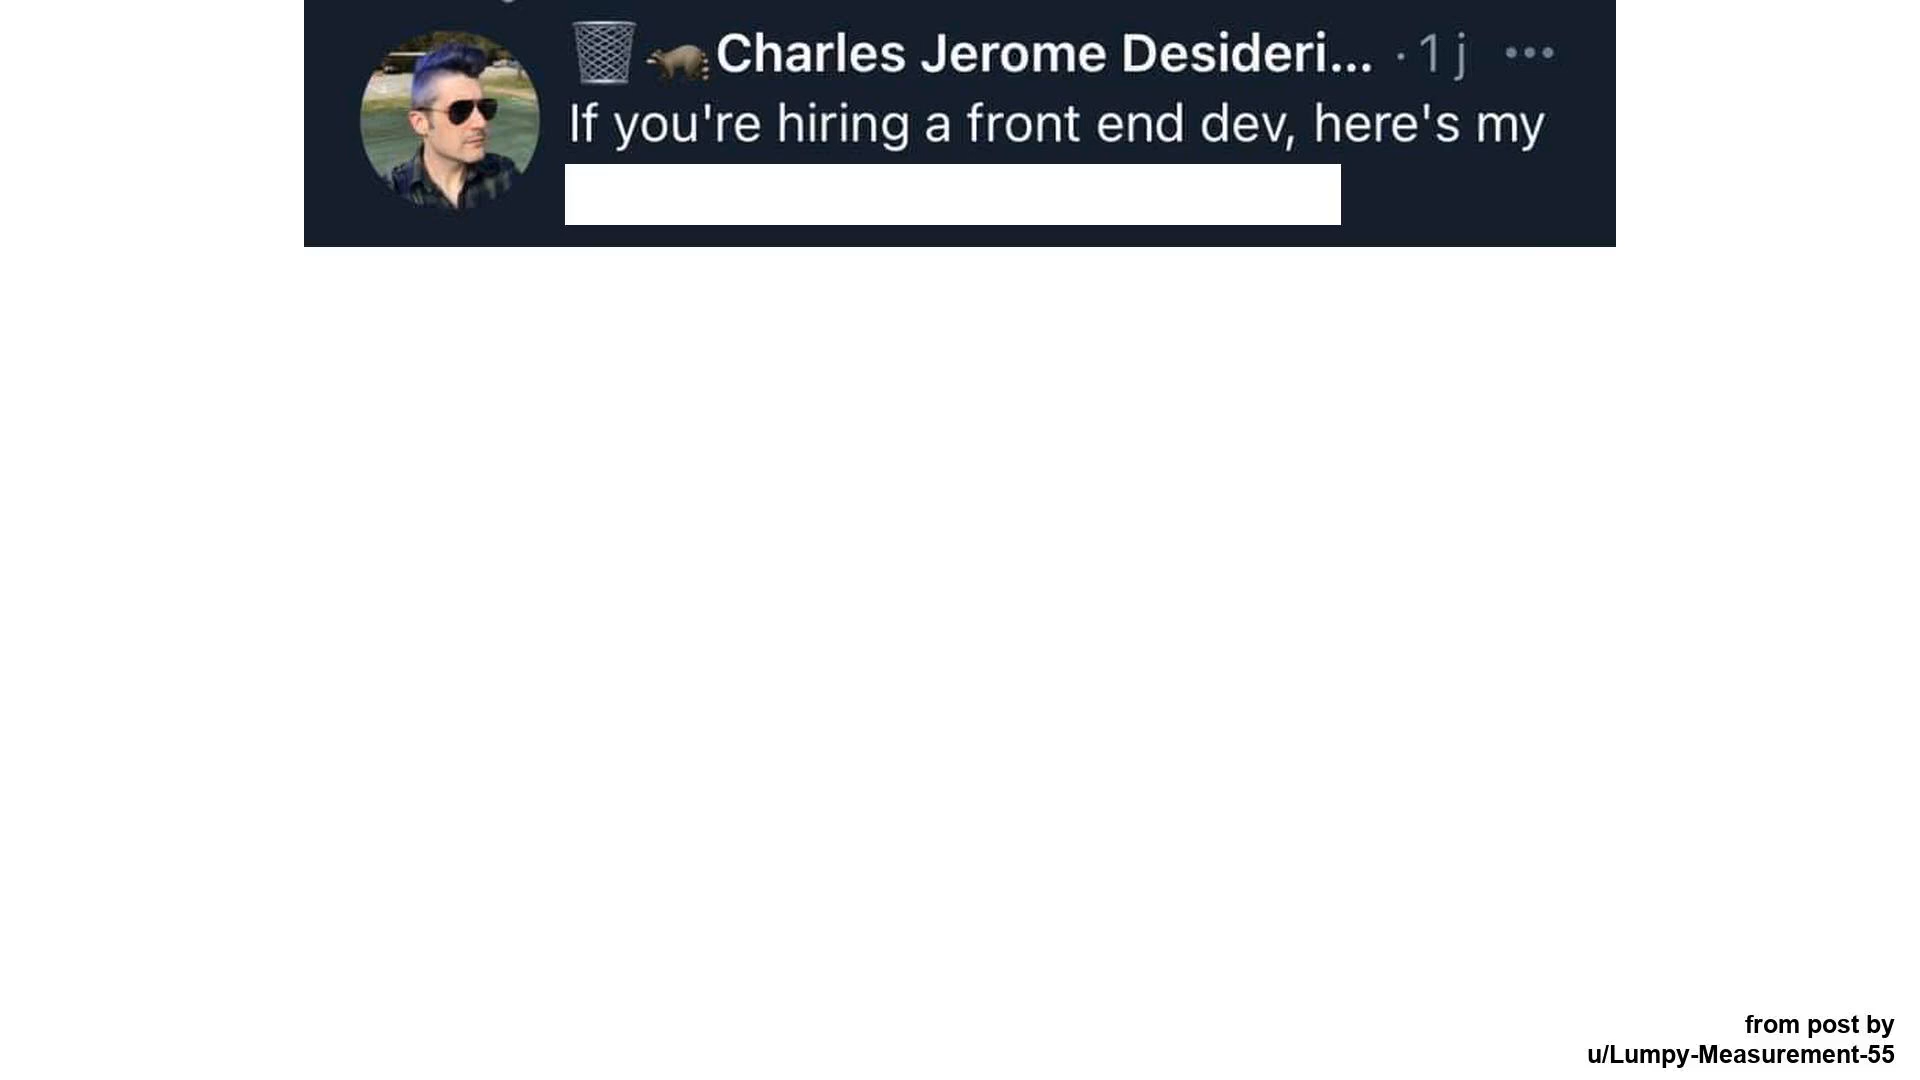 Charles Jerome Desideri... · 1 j ...
If you're hiring a front end dev, here's my
from post by
u/Lumpy-Measurement-55